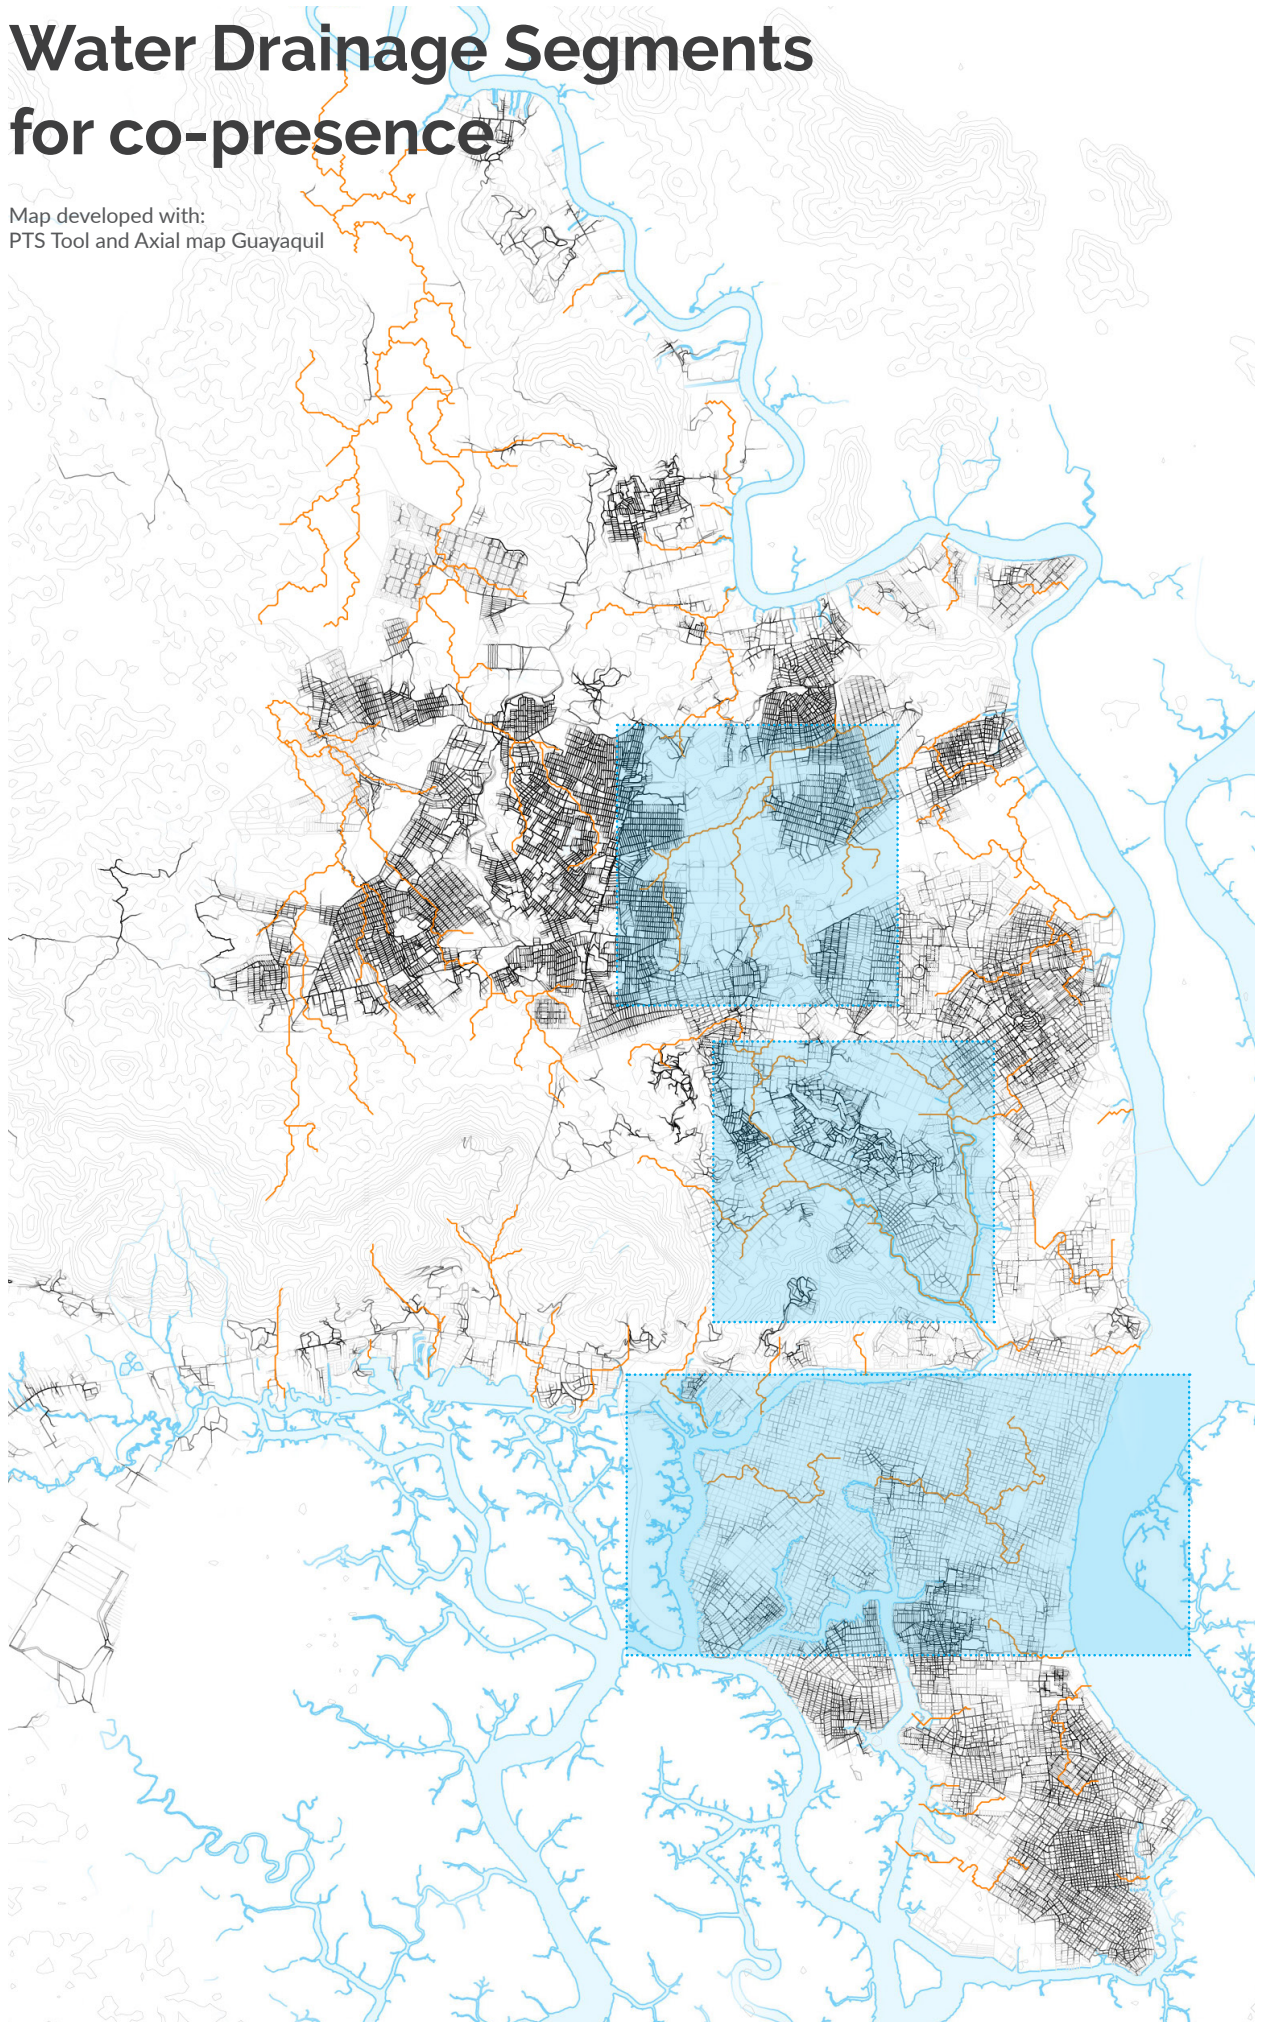 Water Drainage Segments
for co-presence
Map developed with:
PTS Tool and Axial map Guayaquil